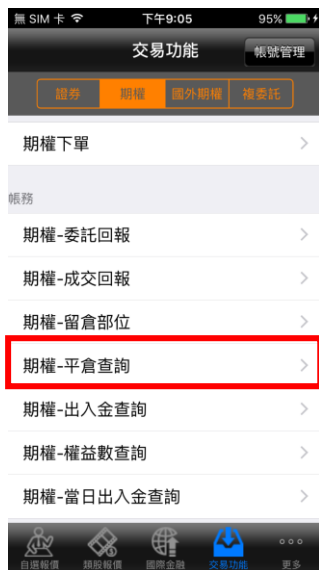 無 SIM 卡 下午9:05 95%
交易功能 帳號管理
證券 期權 國外期權 複委託
期權下單
帳務
期權-委託回報
期權-成交回報
期權-留倉部位
期權-平倉查詢
期權-出入金查詢
期權-權益數查詢
期權-當日出入金查詢
自選報價 類股報價 國際金融 交易功能 更多